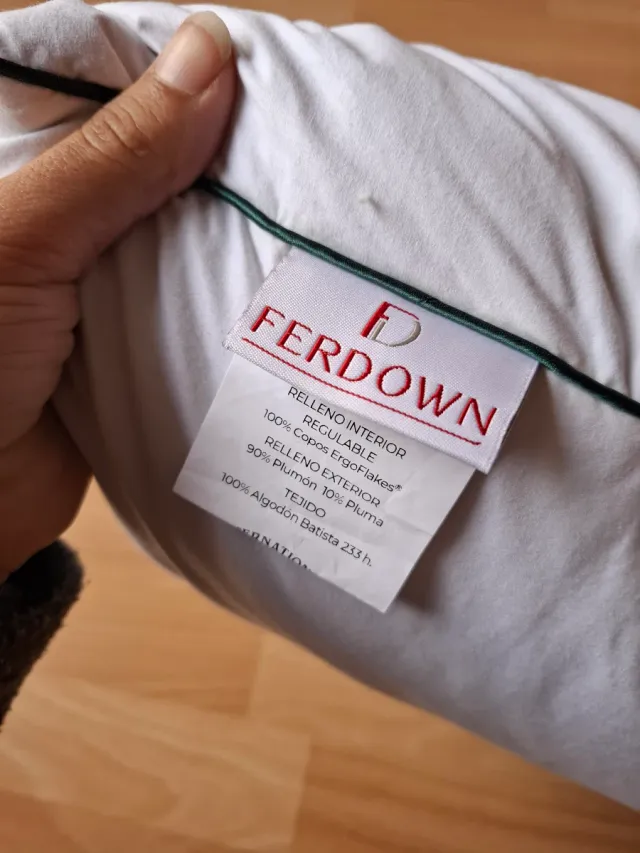 FD
FERDOWN
RELLENO INTERIOR
REGULABLE
100% Copos ErgoFlakes®
RELLENO EXTERIOR
90% Plumón 10% Pluma
TEJIDO
100% Algodón Batista 233 h.